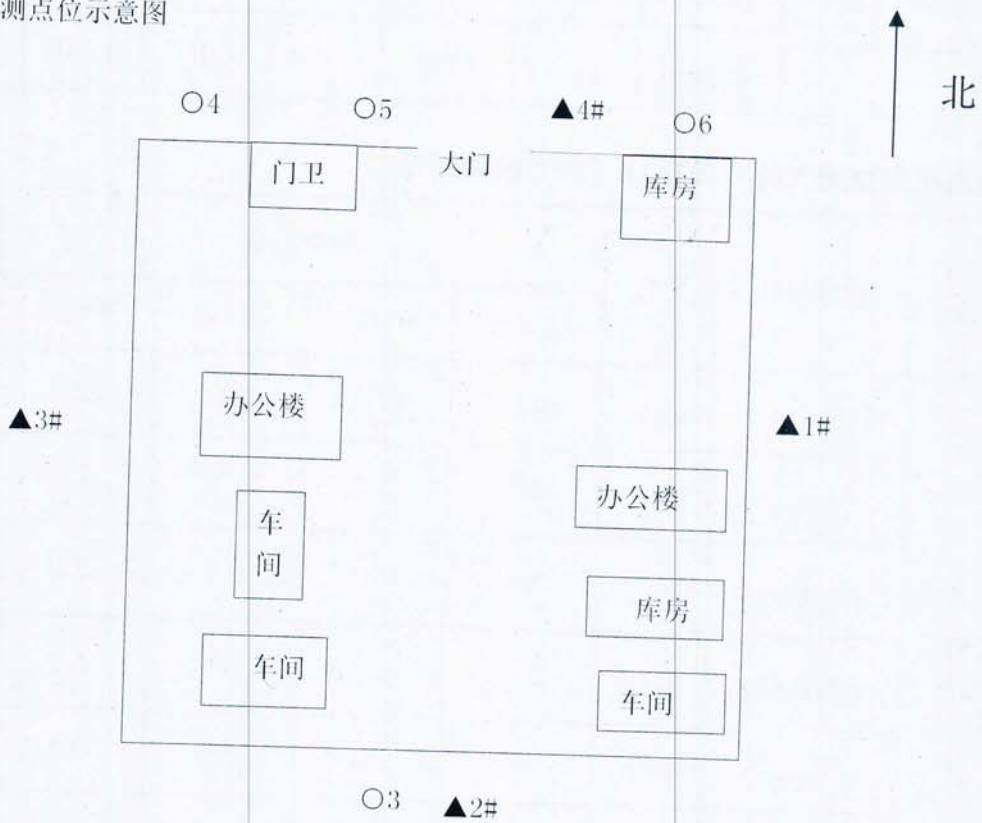 测点位示意图
北
○4
○5
▲4#
○6
门卫
大门
库房
办公楼
▲3#
▲1#
办公楼
车
间
库房
车间
车间
○3
▲2#